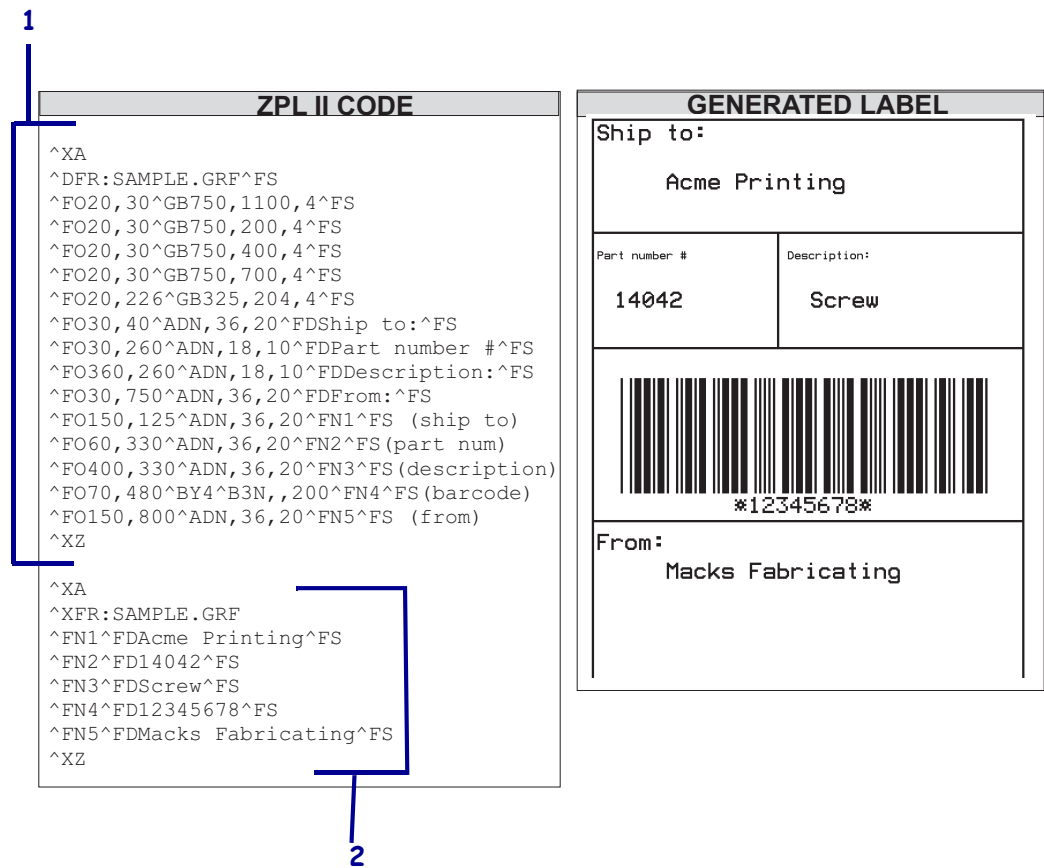 1
ZPL II CODE
^XA
^DFR:SAMPLE.GRF^FS
^FO20,30^GB750,1100,4^FS
^FO20,30^GB750,200,4^FS
^FO20,30^GB750,400,4^FS
^FO20,30^GB750,700,4^FS
^FO20,226^GB325,204,4^FS
^FO30,40^ADN,36,20^FDShip to:^FS
^FO30,260^ADN,18,10^FDPart number #^FS
^FO360,260^ADN,18,10^FDDescription:^FS
^FO30,750^ADN,36,20^FDFrom:^FS
^FO150,125^ADN,36,20^FN1^FS (ship to)
^FO60,330^ADN,36,20^FN2^FS(part num)
^FO400,330^ADN,36,20^FN3^FS(description)
^FO70,480^BY4^B3N,,200^FN4^FS(barcode)
^FO150,800^ADN,36,20^FN5^FS (from)
^XZ
^XA
^XFR:SAMPLE.GRF
^FN1^FDAcme Printing^FS
^FN2^FD14042^FS
^FN3^FDScrew^FS
^FN4^FD12345678^FS
^FN5^FDMacks Fabricating^FS
^XZ
2
GENERATED LABEL
Ship to:
Acme Printing
Part number #
Description:
14042
Screw
*12345678*
From:
Macks Fabricating